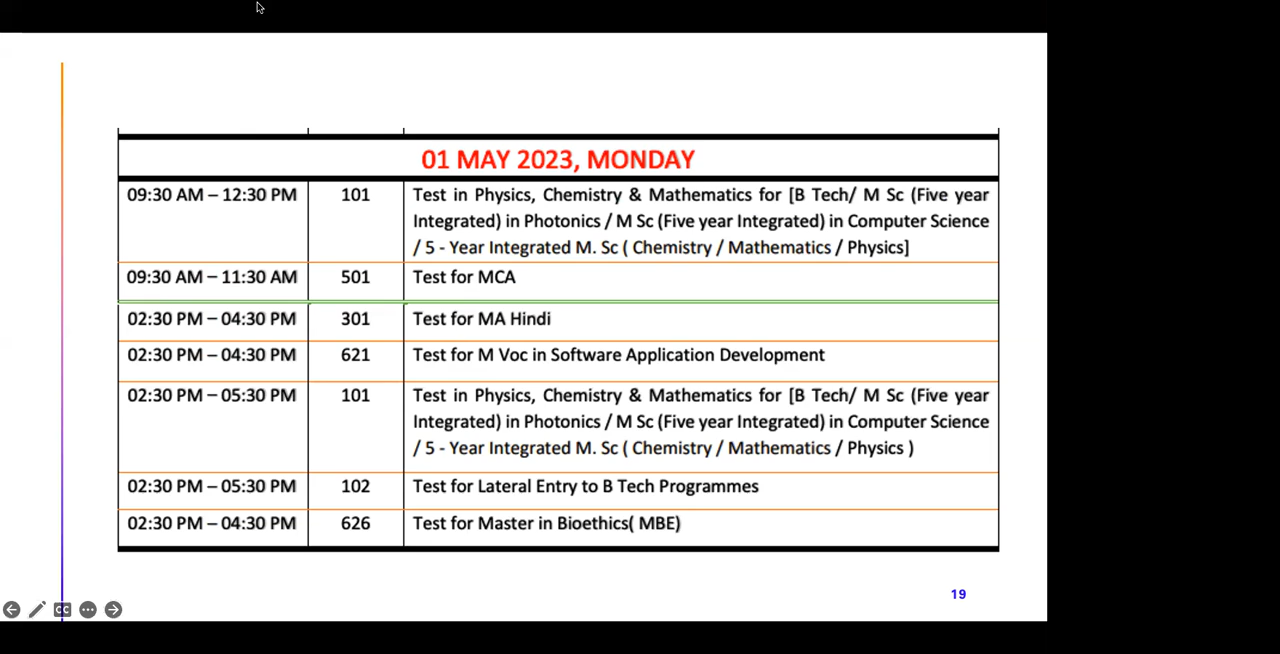 01 MAY 2023, MONDAY
09:30 AM – 12:30 PM 101 Test in Physics, Chemistry & Mathematics for [B Tech/ M Sc (Five year
Integrated) in Photonics / M Sc (Five year Integrated) in Computer Science
/ 5 - Year Integrated M. Sc ( Chemistry / Mathematics / Physics]
09:30 AM – 11:30 AM 501 Test for MCA
02:30 PM – 04:30 PM 301 Test for MA Hindi
02:30 PM – 04:30 PM 621 Test for M Voc in Software Application Development
02:30 PM – 05:30 PM 101 Test in Physics, Chemistry & Mathematics for [B Tech/ M Sc (Five year
Integrated) in Photonics / M Sc (Five year Integrated) in Computer Science
/ 5 - Year Integrated M. Sc ( Chemistry / Mathematics / Physics )
02:30 PM – 05:30 PM 102 Test for Lateral Entry to B Tech Programmes
02:30 PM – 04:30 PM 626 Test for Master in Bioethics( MBE)
19
CC